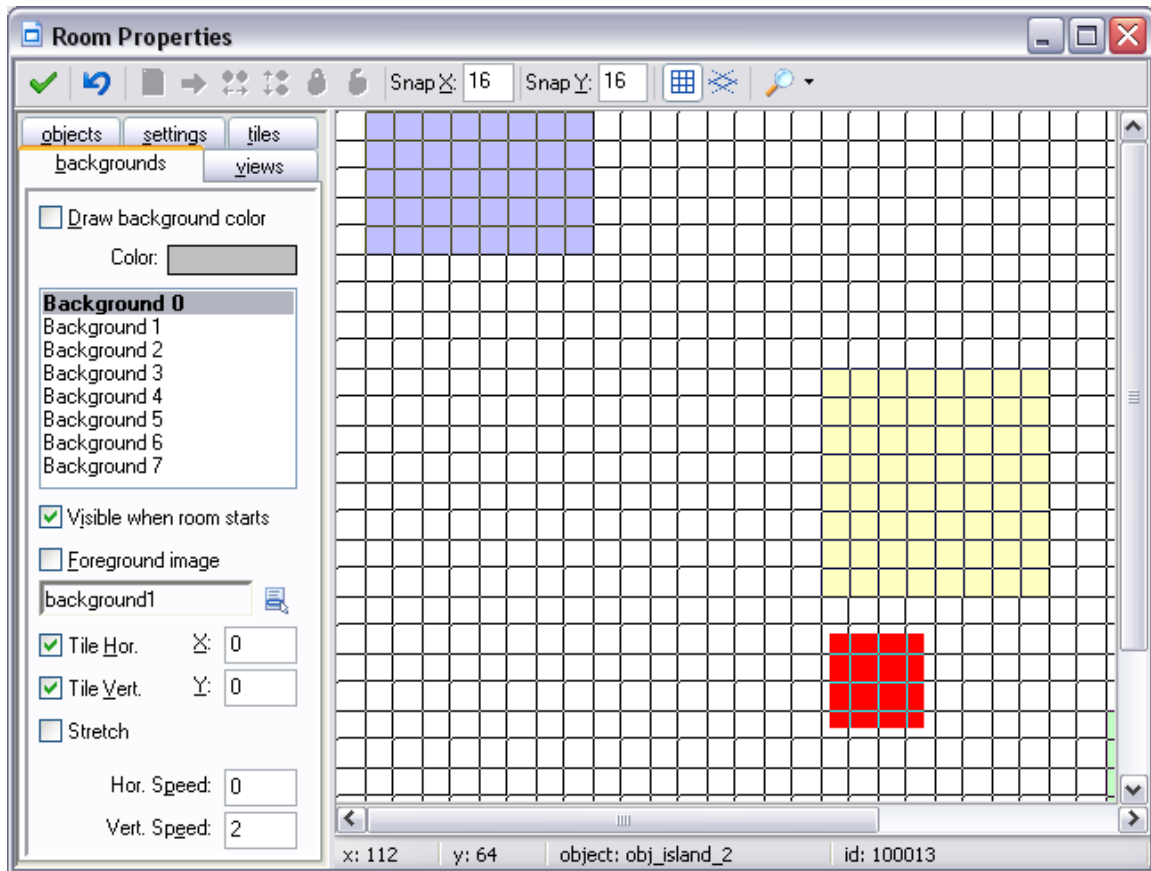 Room Properties
Snap X: 16 Snap Y: 16
objects settings tiles
backgrounds views
Draw background color
Color:
Background 0
Background 1
Background 2
Background 3
Background 4
Background 5
Background 6
Background 7
Visible when room starts
Foreground image
background1
Tile Hor. X: 0
Tile Vert. Y: 0
Stretch
Hor. Speed: 0
Vert. Speed: 2
x: 112 y: 64 object: obj_island_2 id: 100013